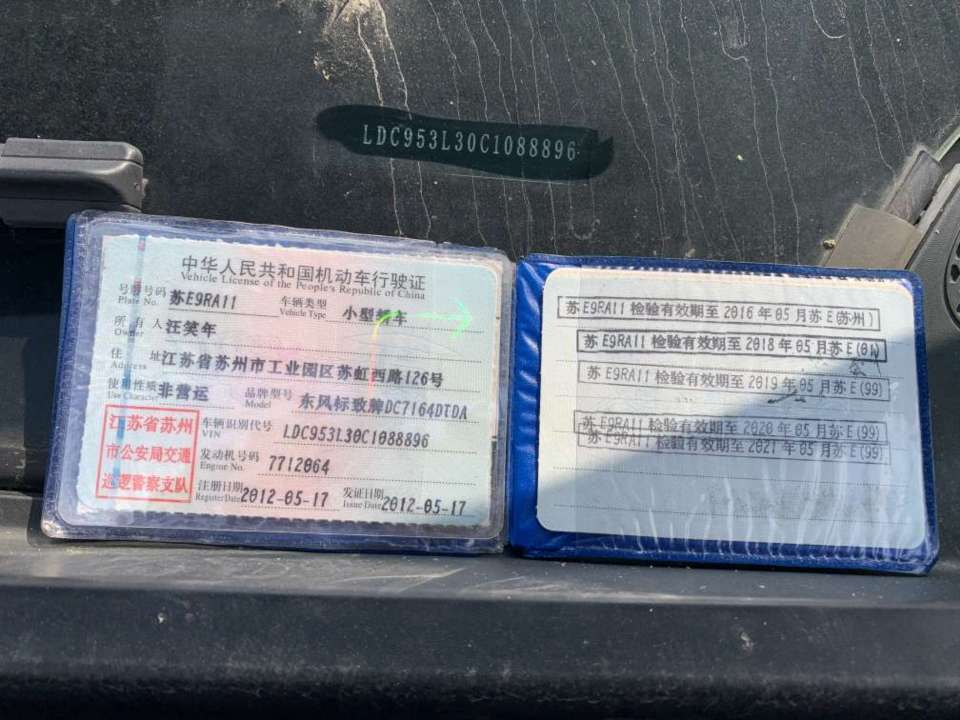 LDC953L30C1088896
中华人民共和国机动车行驶证
Vehicle License of the People's Republic of China
号牌号码 苏E9RA11 车辆类型 小型轿车
Plate No. Vehicle Type
所有人 汪笑年
Owner
住址 江苏省苏州市工业园区苏虹西路126号
Address
使用性质 非营运 品牌型号 东风标致牌DC7164DTDA
Use Character Model
江苏省苏州
市公安局交通
巡逻警察支队
车辆识别代号 LDC953L30C1088896
VIN
发动机号码 7712064
Engine No.
注册日期 2012-05-17 发证日期 2012-05-17
Register Date Issue Date
苏E9RA11 检验有效期至 2016年05月苏E(苏州)
苏E9RA11 检验有效期至 2018年05月苏E(01)
苏E9RA11 检验有效期至 2019年05月苏E(99)
苏E9RA11 检验有效期至 2020年05月苏E(99)
苏E9RA11 检验有效期至 2021年05月苏E(99)